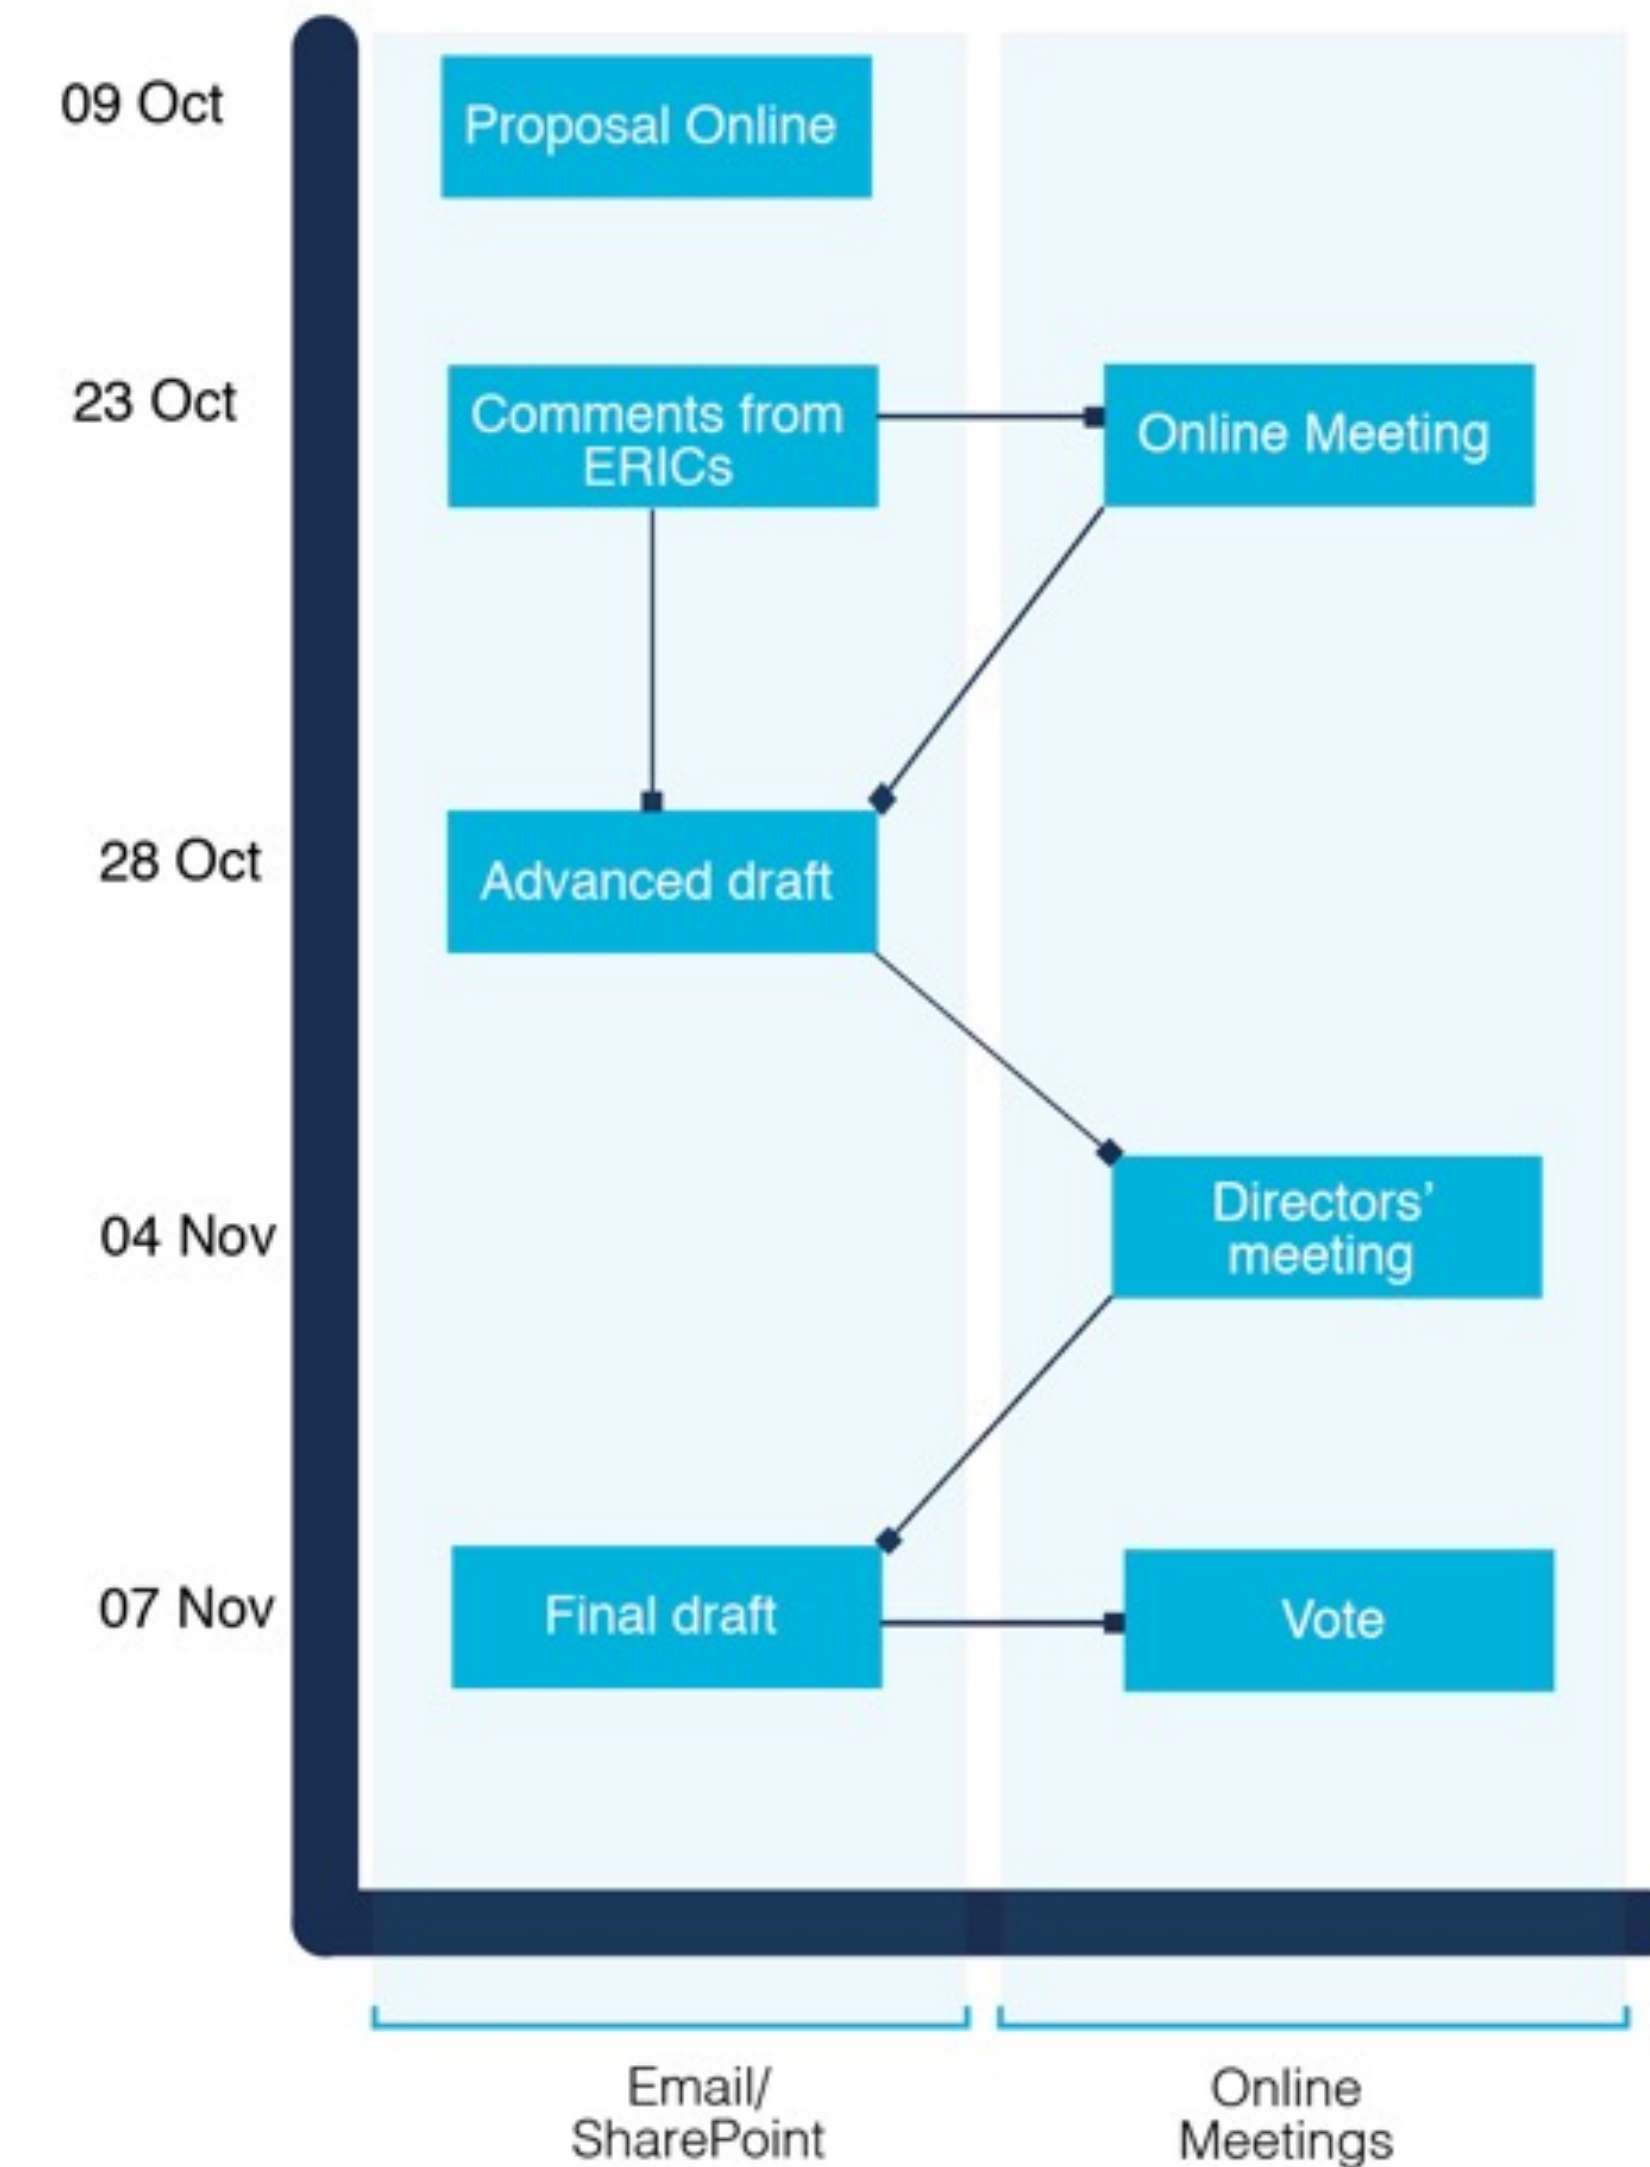 09 Oct
Proposal Online
23 Oct
Comments from
ERICs
Online Meeting
28 Oct
Advanced draft
04 Nov
Directors’
meeting
07 Nov
Final draft
Vote
Email/
SharePoint
Online
Meetings